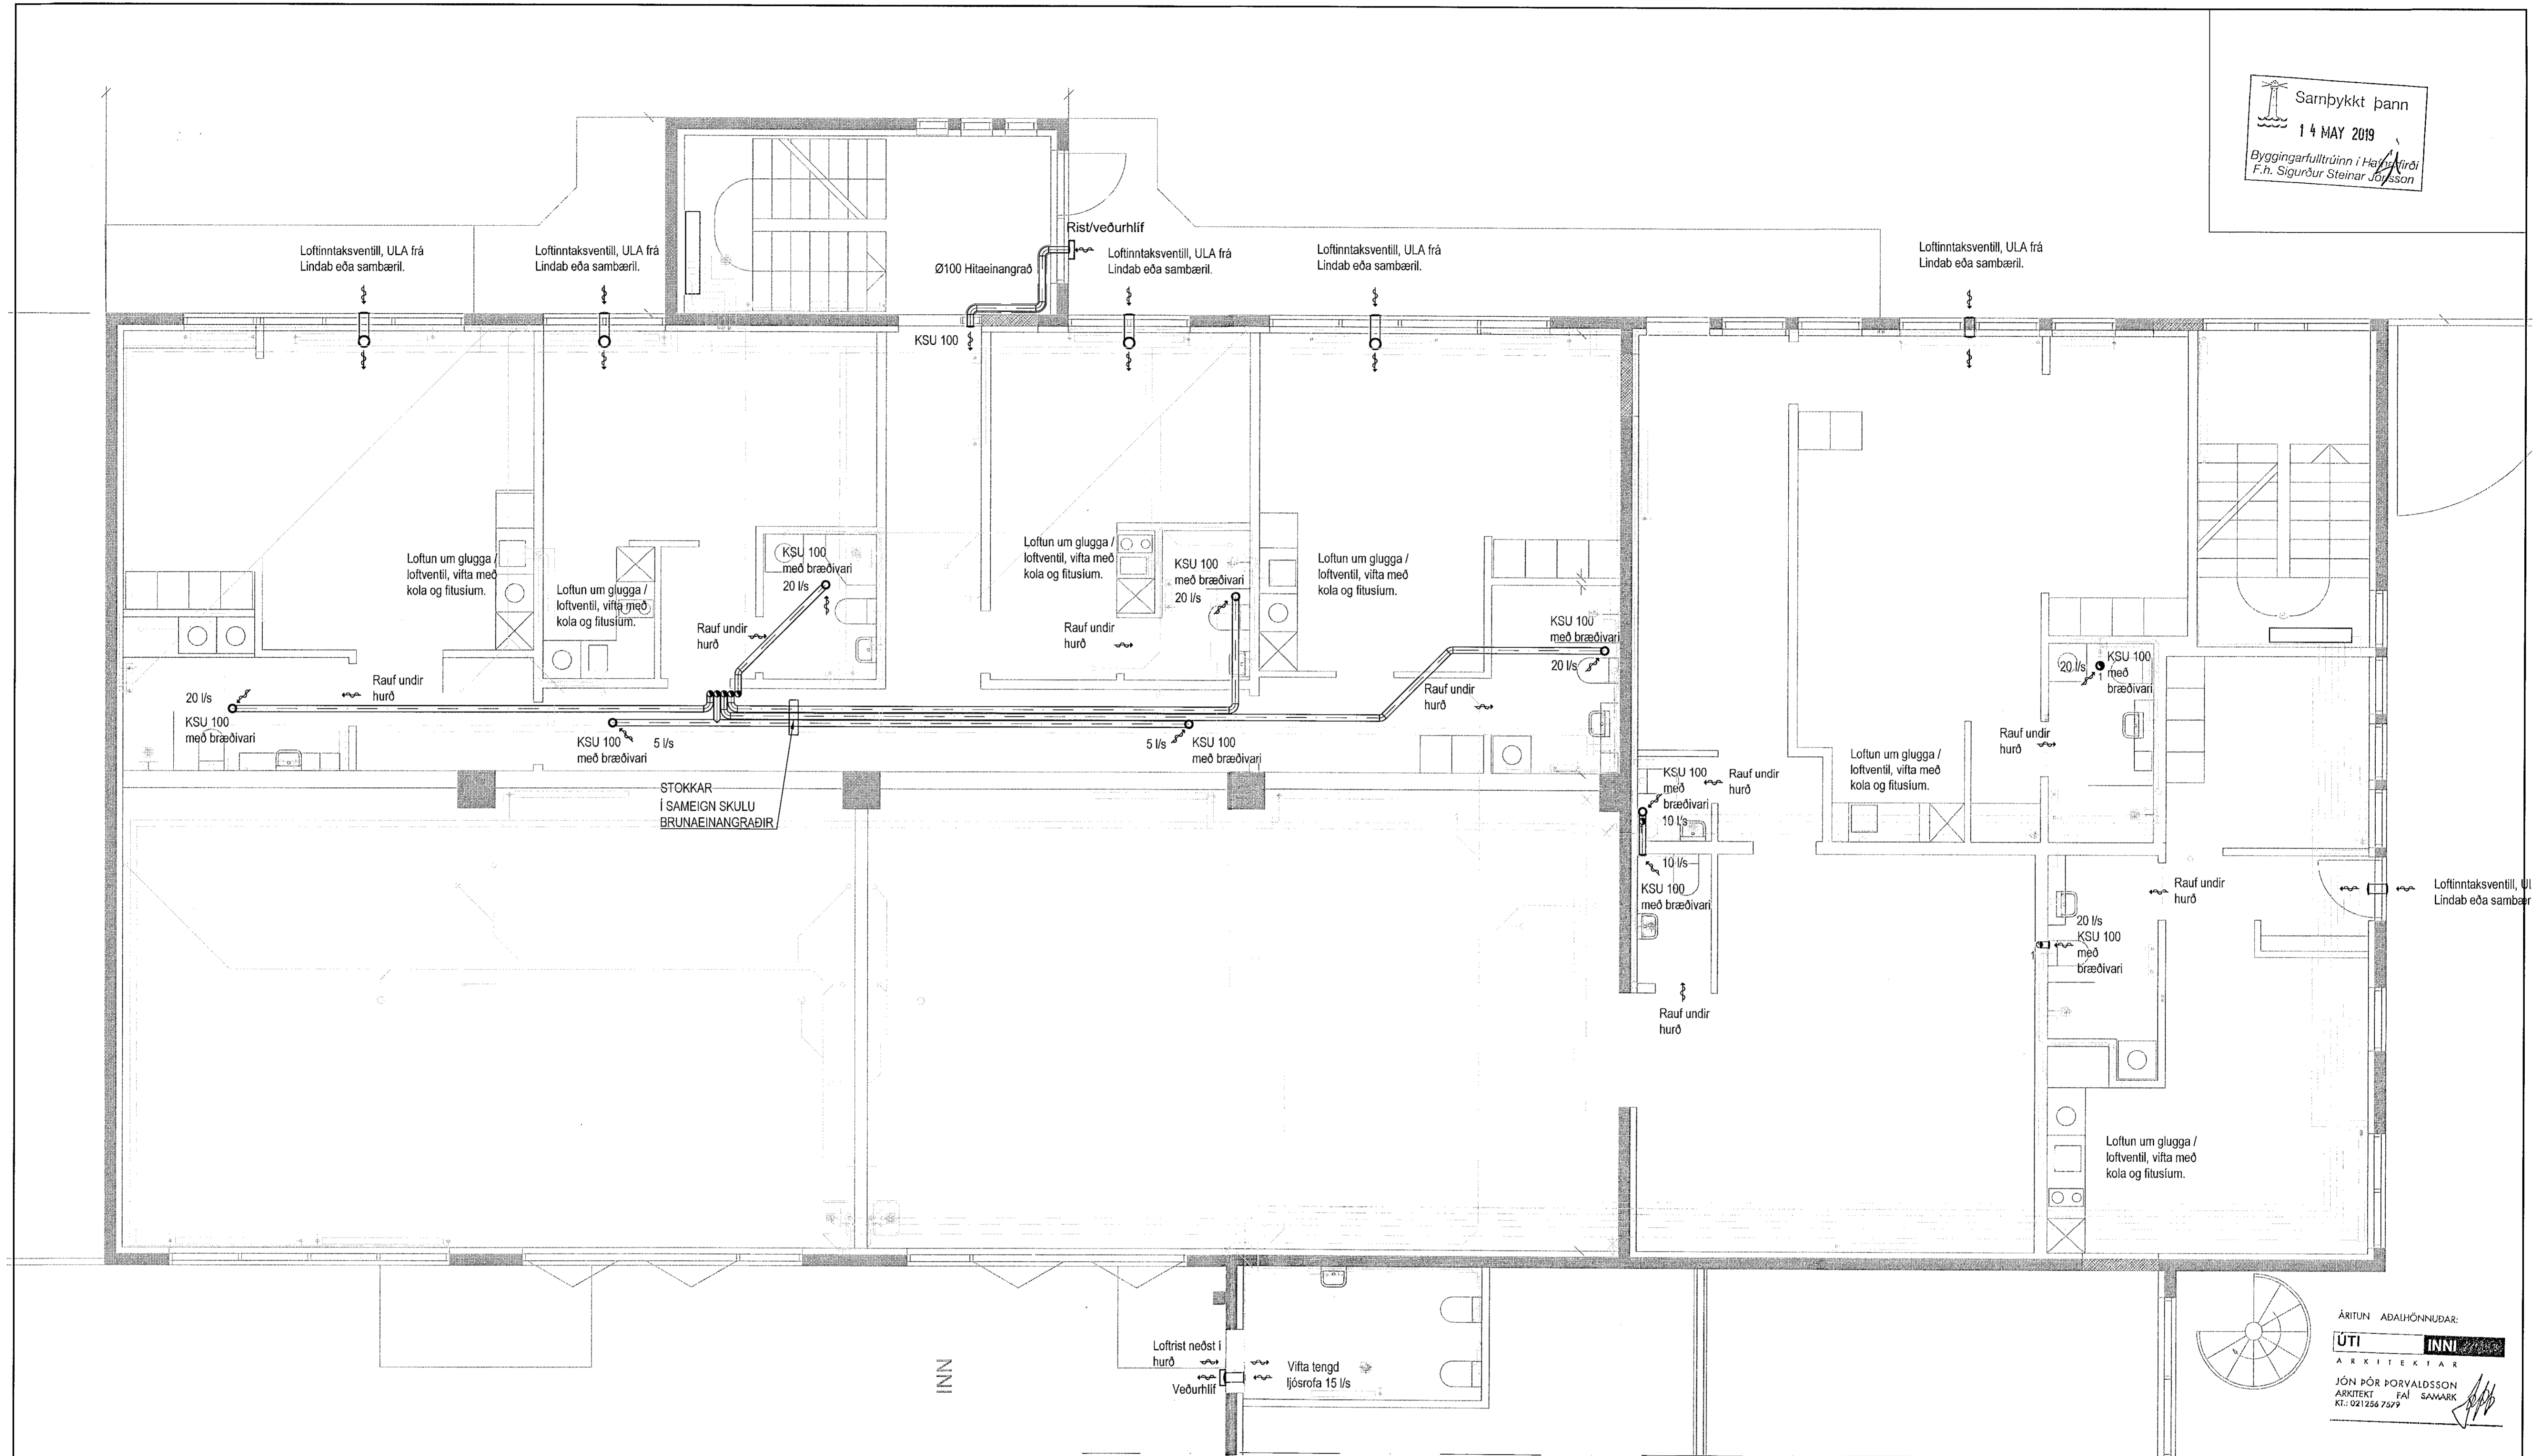 Samþykkt þann
1 4 MAY 2019
Byggingarfulltrúinn í Hafnarfirði
F.h. Sigurður Steinar Jónsson
Loftinntaksventill, ULA frá
Lindab eða sambæril.
Loftinntaksventill, ULA frá
Lindab eða sambæril.
Rist/veðurhlíf
Loftinntaksventill, ULA frá
Lindab eða sambæril.
Ø100 Hitaeinangrað
Loftinntaksventill, ULA frá
Lindab eða sambæril.
Loftinntaksventill, ULA frá
Lindab eða sambæril.
KSU 100
Loftun um glugga /
loftventil, vifta með
kola og fitusíum.
Loftun um glugga /
loftventil, vifta með
kola og fitusíum.
KSU 100
með bræðivari
20 l/s
Rauf undir
hurð
Loftun um glugga /
loftventil, vifta með
kola og fitusíum.
KSU 100
með bræðivari
20 l/s
Rauf undir
hurð
Loftun um glugga /
loftventil, vifta með
kola og fitusíum.
KSU 100
með bræðivari
20 l/s
Rauf undir
hurð
20 l/s
KSU 100
með bræðivari
Rauf undir
hurð
KSU 100
með bræðivari
5 l/s
5 l/s
KSU 100
með bræðivari
STOKKAR
Í SAMEIGN SKULU
BRUNAEINANGRAÐIR
20 l/s
1
KSU 100
með
bræðivari
Rauf undir
hurð
Loftun um glugga /
loftventil, vifta með
kola og fitusíum.
KSU 100
með
bræðivari
10 l/s
Rauf undir
hurð
10 l/s
KSU 100
með bræðivari
Rauf undir
hurð
Rauf undir
hurð
Loftinntaksventill, UL
Lindab eða sambær
20 l/s
KSU 100
með
bræðivari
1
Loftun um glugga /
loftventil, vifta með
kola og fitusíum.
INN
Loftrist neðst í
hurð
Veðurhlíf
Vifta tengd
ljósrofa 15 l/s
ÁRITUN AÐALHÖNNUÐAR:
ÚTI INNI
ARKITEKTAR
JÓN ÞÓR ÞORVALDSSON
ARKITEKT FAÍ SAMARK
KT.: 021256 7579